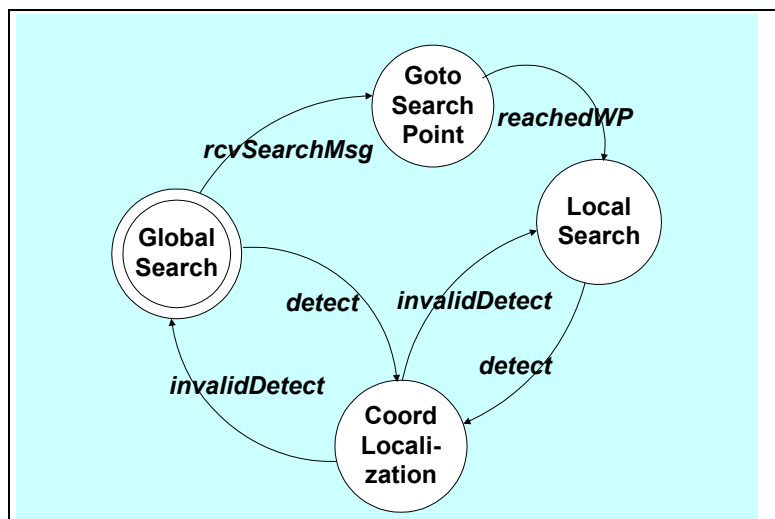 Goto
Search
Point
reachedWP
rcvSearchMsg
Local
Search
Global
Search
detect
invalidDetect
detect
invalidDetect
Coord
Locali-
zation